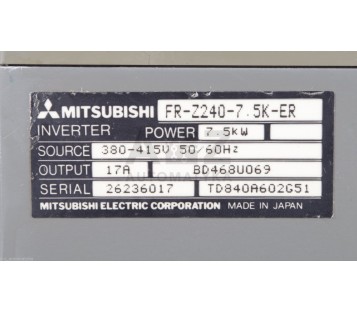 MITSUBISHI FR-Z240-7.5K-ER
INVERTER POWER 7.5kW
SOURCE 380-415V,50/60Hz
OUTPUT 17A BD468U069
SERIAL 26236017 TD840A602G51
MITSUBISHI ELECTRIC CORPORATION MADE IN JAPAN